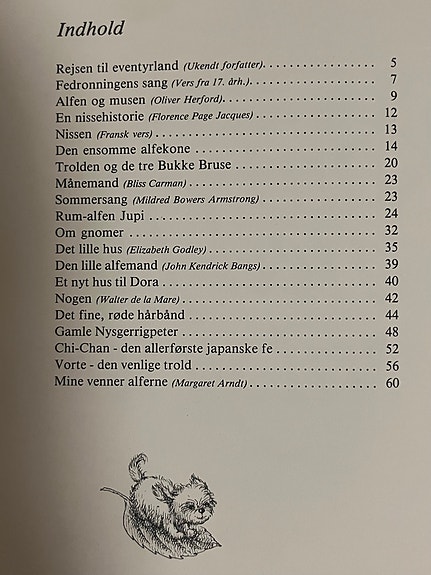 Indhold
Rejsen til eventyrland (Ukendt forfatter). . . . . . . . . . . . . . . . . . . . 5
Fedronningens sang (Vers fra 17. årh.). . . . . . . . . . . . . . . . . . . . 7
Alfen og musen (Oliver Herford). . . . . . . . . . . . . . . . . . . . 9
En nissehistorie (Florence Page Jacques) . . . . . . . . . . . . . . . . . . . . 12
Nissen (Fransk vers) . . . . . . . . . . . . . . . . . . . . 13
Den ensomme alfekone . . . . . . . . . . . . . . . . . . . . 14
Trolden og de tre Bukke Bruse . . . . . . . . . . . . . . . . . . . . 20
Månemand (Bliss Carman) . . . . . . . . . . . . . . . . . . . . 23
Sommersang (Mildred Bowers Armstrong) . . . . . . . . . . . . . . . . . . . . 23
Rum-alfen Jupi . . . . . . . . . . . . . . . . . . . . 24
Om gnomer . . . . . . . . . . . . . . . . . . . . 32
Det lille hus (Elizabeth Godley) . . . . . . . . . . . . . . . . . . . . 35
Den lille alfemand (John Kendrick Bangs) . . . . . . . . . . . . . . . . . . . . 39
Et nyt hus til Dora . . . . . . . . . . . . . . . . . . . . 40
Nogen (Walter de la Mare) . . . . . . . . . . . . . . . . . . . . 42
Det fine, røde hårbånd . . . . . . . . . . . . . . . . . . . . 44
Gamle Nysgerrigpeter . . . . . . . . . . . . . . . . . . . . 48
Chi-Chan - den allerførste japanske fe . . . . . . . . . . . . . . . . . . . . 52
Vorte - den venlige trold . . . . . . . . . . . . . . . . . . . . 56
Mine venner alferne (Margaret Arndt) . . . . . . . . . . . . . . . . . . . . 60